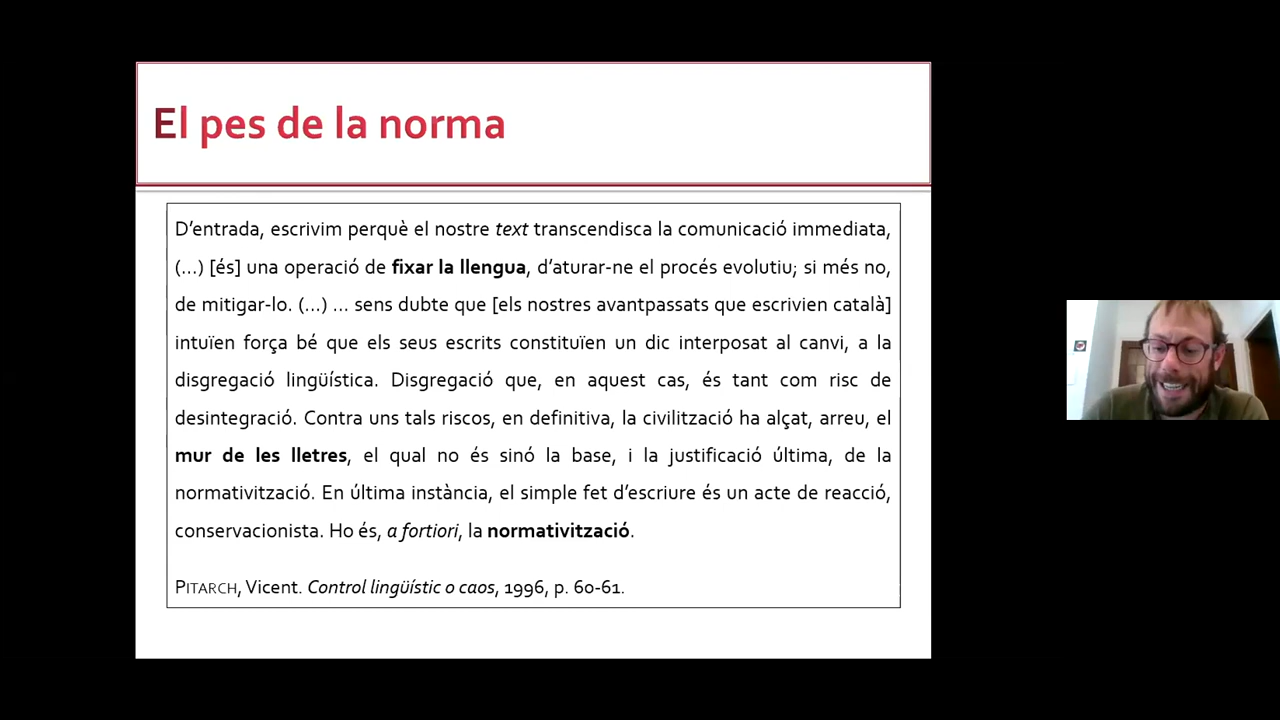 El pes de la norma
D’entrada, escrivim perquè el nostre text transcendisca la comunicació immediata,
(…) [és] una operació de fixar la llengua, d’aturar-ne el procés evolutiu; si més no,
de mitigar-lo. (…) … sens dubte que [els nostres avantpassats que escrivien català]
intuïen força bé que els seus escrits constituïen un dic interposat al canvi, a la
disgregació lingüística. Disgregació que, en aquest cas, és tant com risc de
desintegració. Contra uns tals riscos, en definitiva, la civilització ha alçat, arreu, el
mur de les lletres, el qual no és sinó la base, i la justificació última, de la
normativització. En última instància, el simple fet d’escriure és un acte de reacció,
conservacionista. Ho és, a fortiori, la normativització.
PITARCH, Vicent. Control lingüístic o caos, 1996, p. 60-61.